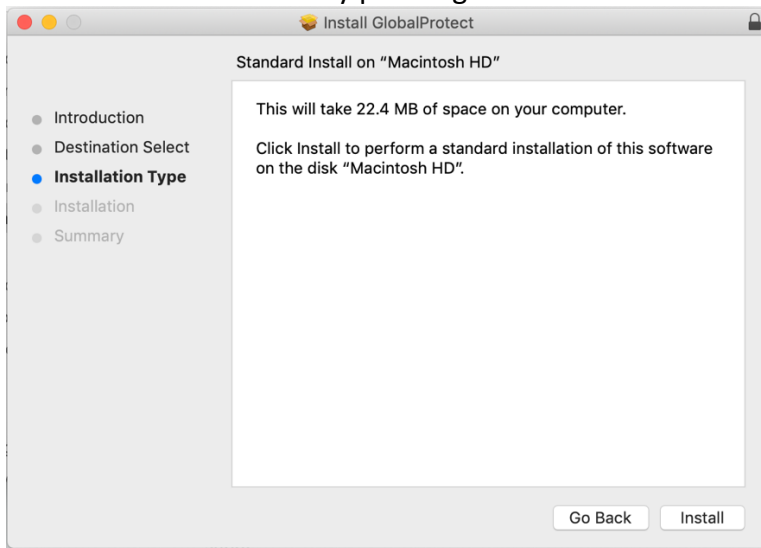 Install GlobalProtect
Standard Install on “Macintosh HD”
Introduction
Destination Select
Installation Type
Installation
Summary
This will take 22.4 MB of space on your computer.
Click Install to perform a standard installation of this software
on the disk “Macintosh HD”.
Go Back
Install